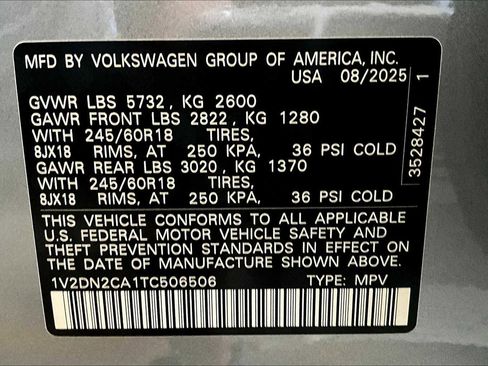 MFD BY VOLKSWAGEN GROUP OF AMERICA, INC.
USA 08/2025
GVWR LBS 5732 , KG 2600
GAWR FRONT LBS 2822 , KG 1280
WITH 245/60R18 TIRES,
8JX18 RIMS, AT 250 KPA, 36 PSI COLD
GAWR REAR LBS 3020 , KG 1370
WITH 245/60R18 TIRES,
8JX18 RIMS, AT 250 KPA, 36 PSI COLD
THIS VEHICLE CONFORMS TO ALL APPLICABLE
U.S. FEDERAL MOTOR VEHICLE SAFETY AND
THEFT PREVENTION STANDARDS IN EFFECT
ON THE DATE OF MANUFACTURE SHOWN ABOVE.
1V2DN2CA1TC506506 TYPE: MPV
3528427 1